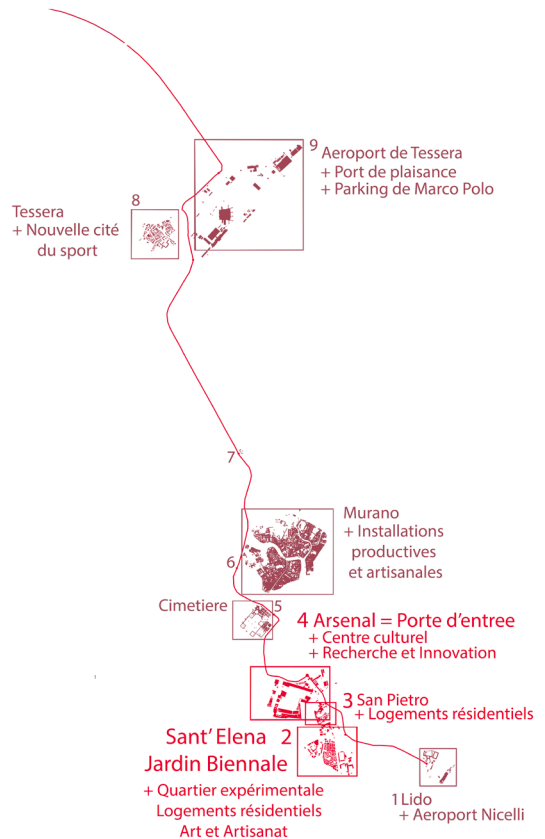 9 Aeroport de Tessera
+ Port de plaisance
+ Parking de Marco Polo
8
Tessera
+ Nouvelle cité
du sport
7
Murano
+ Installations
productives
et artisanales
6
Cimetiere 5
4 Arsenal = Porte d'entree
+ Centre culturel
+ Recherche et Innovation
3 San Pietro
+ Logements résidentiels
Sant' Elena 2
Jardin Biennale
+ Quartier expérimentale
Logements résidentiels
Art et Artisanat
1 Lido
+ Aeroport Nicelli